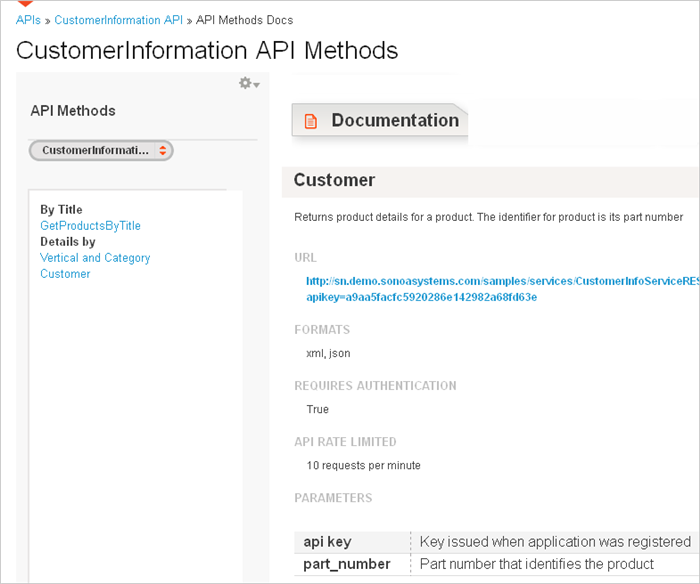 APIs » CustomerInformation API » API Methods Docs
CustomerInformation API Methods
API Methods
CustomerInformati...
By Title
GetProductsByTitle
Details by
Vertical and Category
Customer
Documentation
Customer
Returns product details for a product. The identifier for product is its part number
URL
http://sn.demo.sonoasystems.com/samples/services/CustomerInfoServiceRES
apikey=a9aa5facfc5920286e142982a68fd63e
FORMATS
xml, json
REQUIRES AUTHENTICATION
True
API RATE LIMITED
10 requests per minute
PARAMETERS
api key Key issued when application was registered
part_number Part number that identifies the product